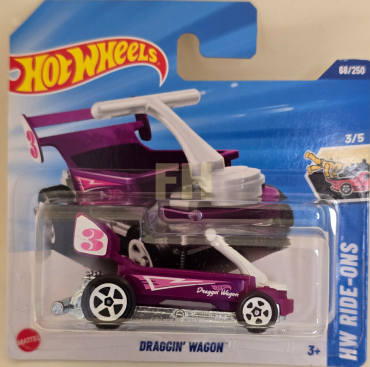 HOT WHEELS
68/250
3/5
3
FH
3
Draggin' Wagon
HW RIDE-ONS
MATTEL
DRAGGIN' WAGON
3+